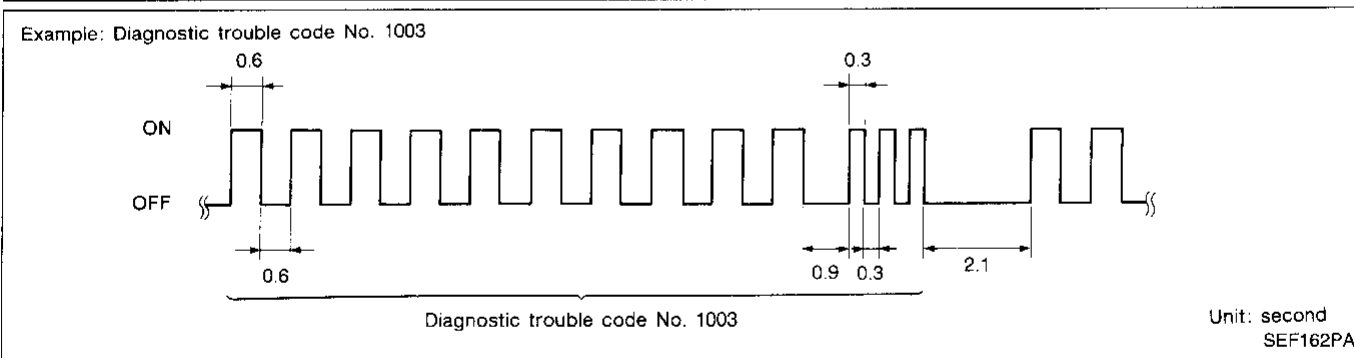 Example: Diagnostic trouble code No. 1003
0.6
0.3
ON
OFF
0.6
0.9
0.3
2.1
Diagnostic trouble code No. 1003
Unit: second
SEF162PA